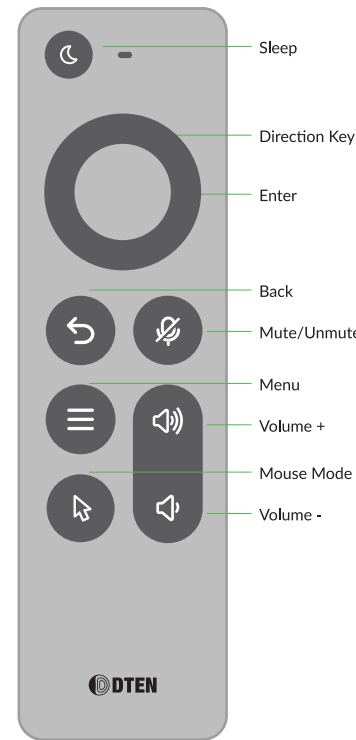 Sleep
Direction Key
Enter
Back
Mute/Unmute
Menu
Volume +
Mouse Mode
Volume -
DTEN